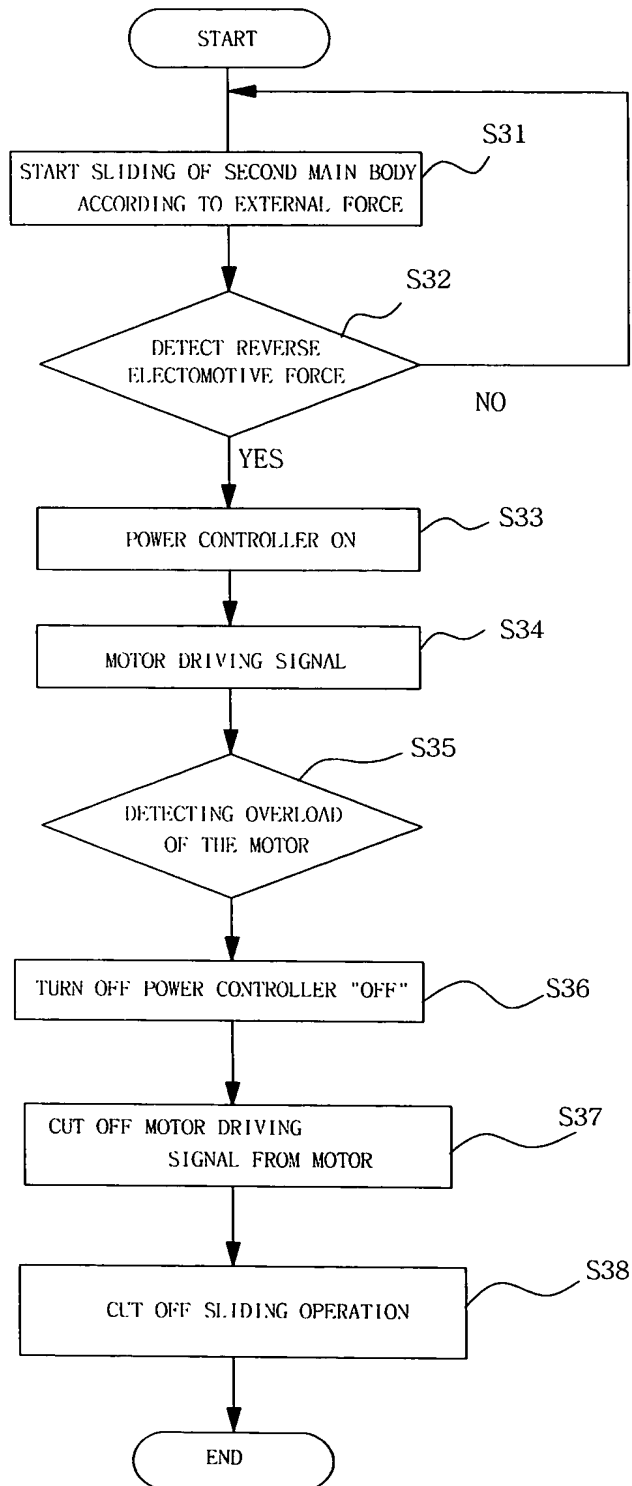 START
S31
START SLIDING OF SECOND MAIN BODY
ACCORDING TO EXTERNAL FORCE
S32
DETECT REVERSE
ELECTOMOTIVE FORCE
NO
YES
S33
POWER CONTROLLER ON
S34
MOTOR DRIVING SIGNAL
S35
DETECTING OVERLOAD
OF THE MOTOR
TURN OFF POWER CONTROLLER "OFF"
S36
CUT OFF MOTOR DRIVING
SIGNAL FROM MOTOR
S37
S38
CUT OFF SLIDING OPERATION
END